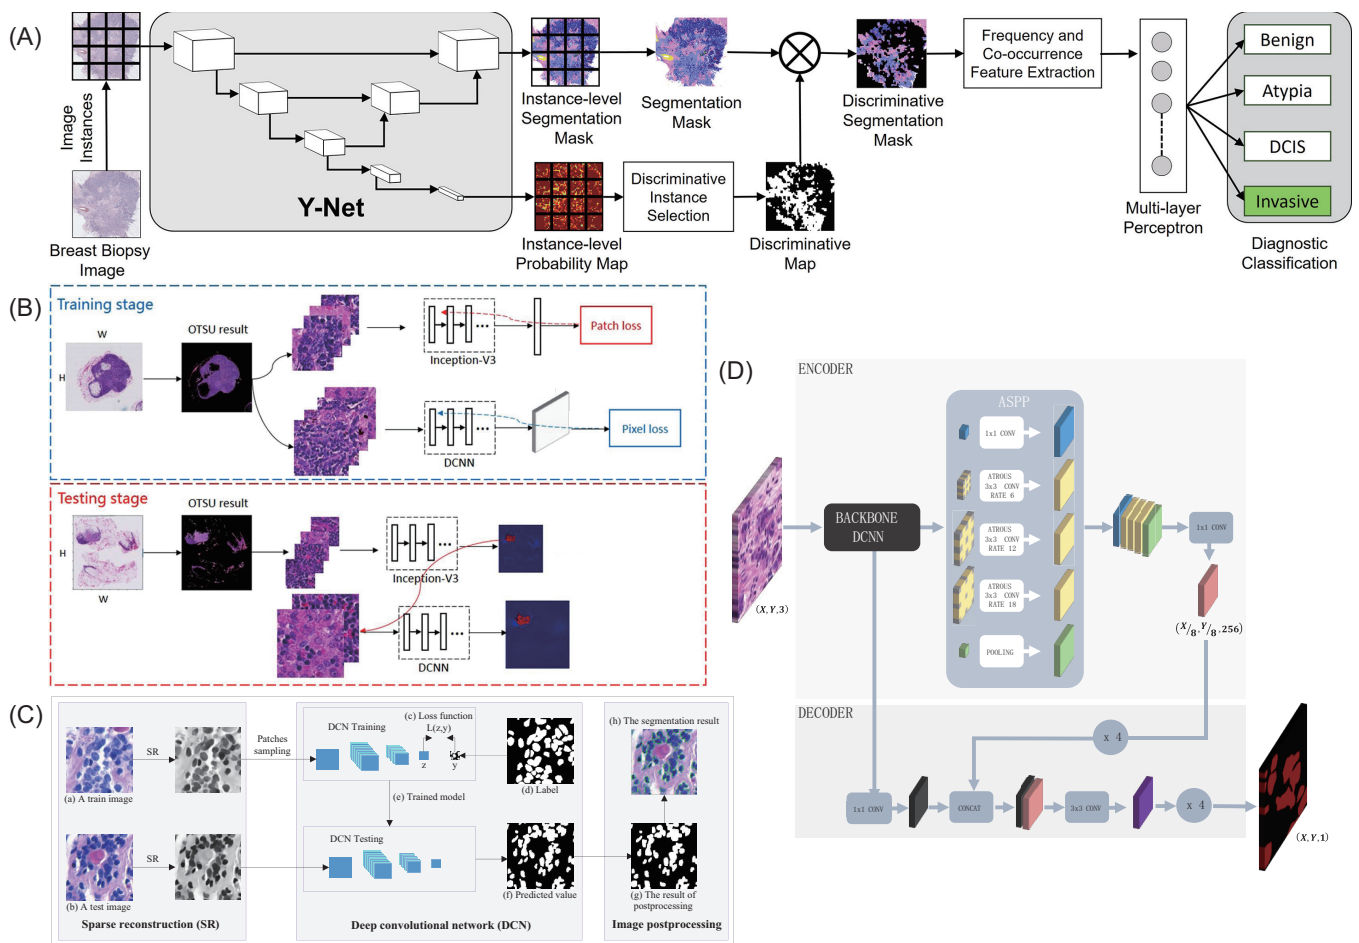 (A)
Image
Instances
Breast Biopsy
Image
Y-Net
Instance-level
Segmentation
Mask
Segmentation
Mask
Instance-level
Probability Map
Discriminative
Instance
Selection
Discriminative
Map
Discriminative
Segmentation
Mask
Frequency and
Co-occurrence
Feature Extraction
Multi-layer
Perceptron
Benign
Atypia
DCIS
Invasive
Diagnostic
Classification
(B)
Training stage
W
H
OTSU result
Inception-V3
Patch loss
DCNN
Pixel loss
Testing stage
OTSU result
H
W
Inception-V3
DCNN
(C)
SR
(a) A train image
SR
(b) A test image
Sparse reconstruction (SR)
Patches
sampling
DCN Training
(c) Loss function
L(z,y)
z
y
(d) Label
(e) Trained model
DCN Testing
(f) Predicted value
Deep convolutional network (DCN)
(h) The segmentation result
(g) The result of
postprocessing
Image postprocessing
(D)
ENCODER
(X,Y,3)
BACKBONE
DCNN
ASPP
1x1 CONV
ATROUS
3x3 CONV
RATE 6
ATROUS
3x3 CONV
RATE 12
ATROUS
3x3 CONV
RATE 18
POOLING
1x1 CONV
(X/8,Y/8,256)
DECODER
x 4
1x1 CONV
CONCAT
3x3 CONV
x 4
(X,Y,1)